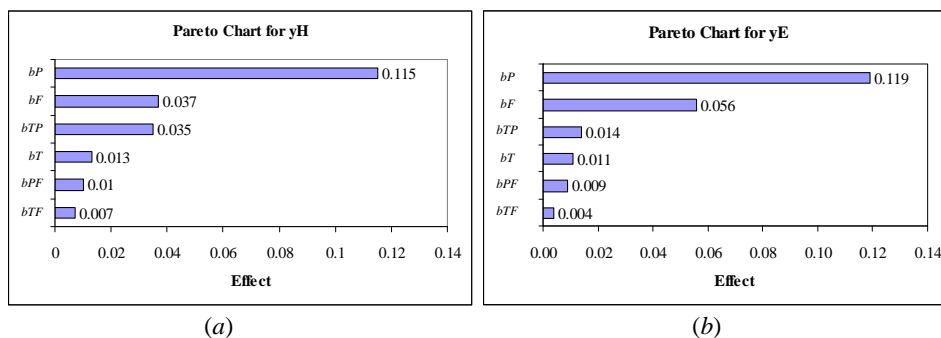 Pareto Chart for yH
bP 0.115
bF 0.037
bTP 0.035
bT 0.013
bPF 0.01
bTF 0.007
0 0.02 0.04 0.06 0.08 0.1 0.12 0.14
Effect
(a)
Pareto Chart for yE
bP 0.119
bF 0.056
bTP 0.014
bT 0.011
bPF 0.009
bTF 0.004
0.00 0.02 0.04 0.06 0.08 0.10 0.12 0.14
Effect
(b)